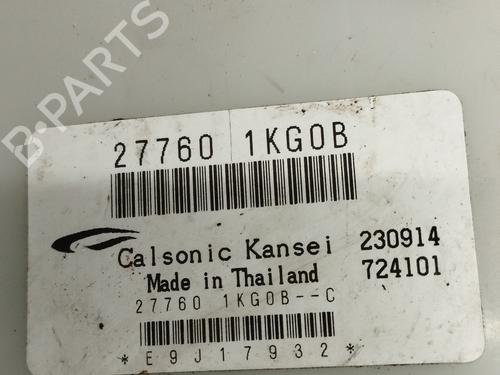 27760 1KG0B
Calsonic Kansei 230914
Made in Thailand 724101
27760 1KG0B--C
*E9J17932*
B-PARTS